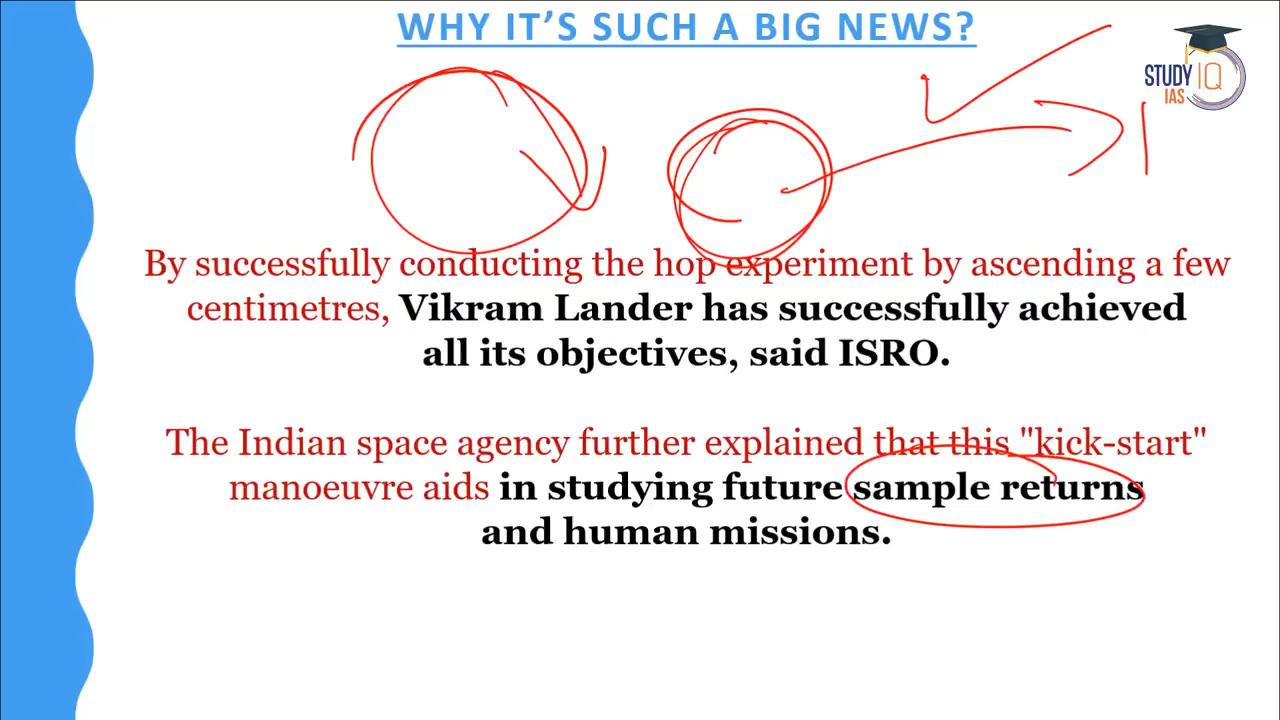 WHY IT'S SUCH A BIG NEWS?
STUDY IQ
IAS
By successfully conducting the hop experiment by ascending a few
centimetres, Vikram Lander has successfully achieved
all its objectives, said ISRO.
The Indian space agency further explained that this "kick-start"
manoeuvre aids in studying future sample returns
and human missions.